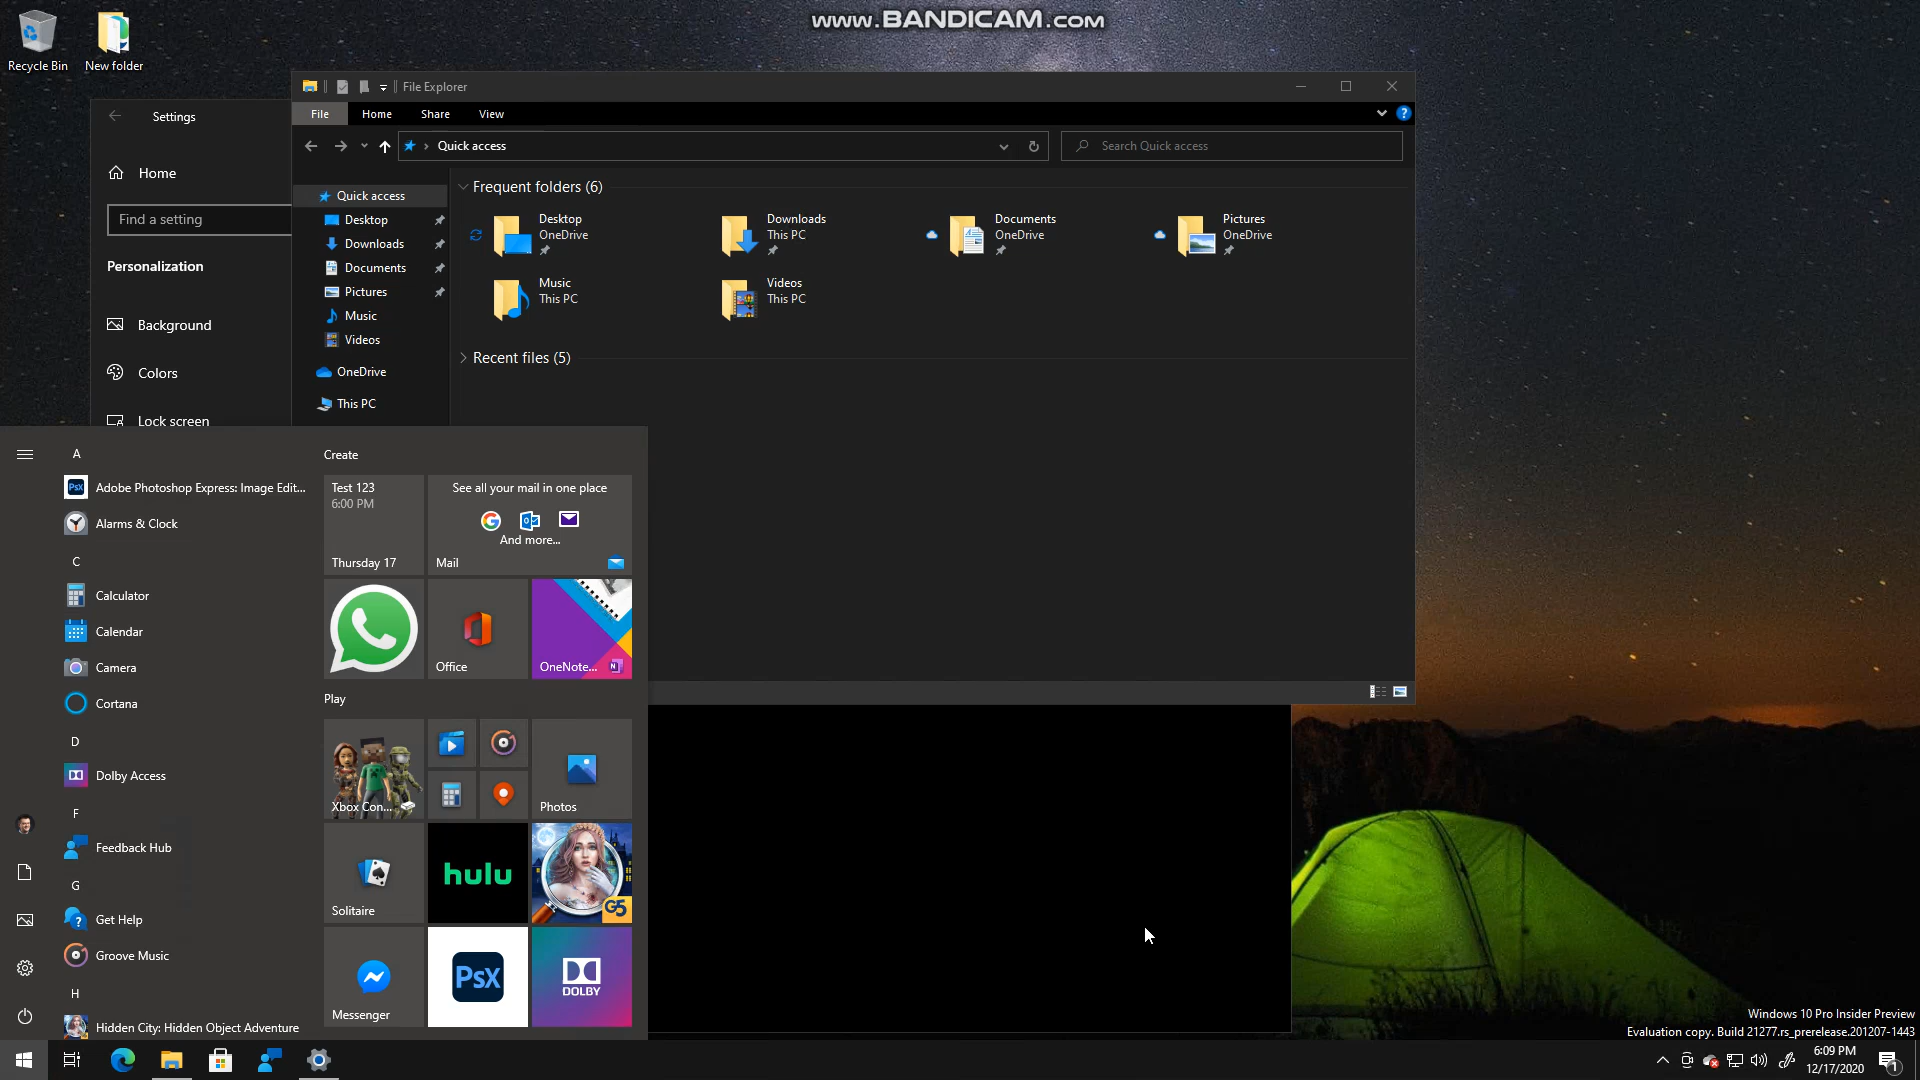 www.BANDICAM.com
Recycle Bin
New folder
File Explorer
File
Home
Share
View
?
Quick access
Search Quick access
Settings
Home
Find a setting
Personalization
Background
Colors
Lock screen
Quick access
Desktop
Downloads
Documents
Pictures
Music
Videos
OneDrive
This PC
Frequent folders (6)
Desktop
OneDrive
Downloads
This PC
Documents
OneDrive
Pictures
OneDrive
Music
This PC
Videos
This PC
Recent files (5)
A
PsX
Adobe Photoshop Express: Image Edit...
Alarms & Clock
C
Calculator
Calendar
Camera
Cortana
D
Dolby Access
F
Feedback Hub
G
Get Help
Groove Music
H
Hidden City: Hidden Object Adventure
Create
Test 123
6:00 PM
Thursday 17
See all your mail in one place
And more...
Mail
Office
OneNote...
N
Play
Xbox Con...
Photos
Solitaire
hulu
G5
Messenger
PsX
DOLBY
Windows 10 Pro Insider Preview
Evaluation copy. Build 21277.rs_prerelease.201207-1443
6:09 PM
12/17/2020
1